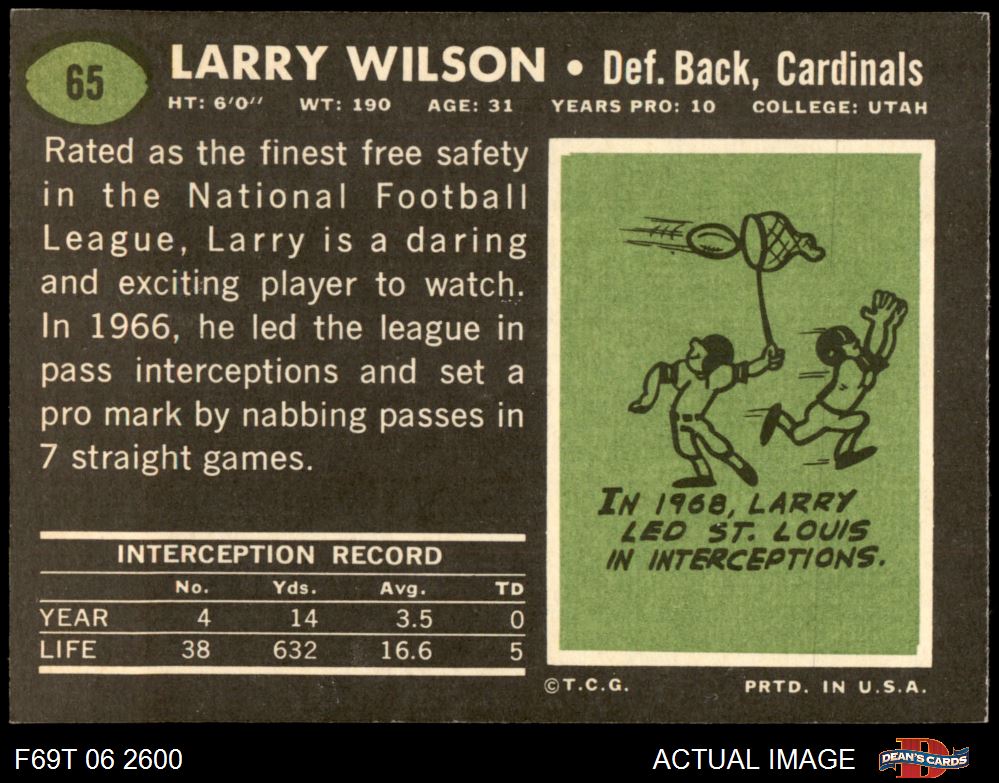 65
LARRY WILSON • Def. Back, Cardinals
HT: 6'0" WT: 190 AGE: 31 YEARS PRO: 10 COLLEGE: UTAH
Rated as the finest free safety
in the National Football
League, Larry is a daring
and exciting player to watch.
In 1966, he led the league in
pass interceptions and set a
pro mark by nabbing passes in
7 straight games.
INTERCEPTION RECORD
No. Yds. Avg. TD
YEAR 4 14 3.5 0
LIFE 38 632 16.6 5
IN 1968, LARRY
LED ST. LOUIS
IN INTERCEPTIONS.
©T.C.G. PRTD. IN U.S.A.
F69T 06 2600 ACTUAL IMAGE
D
DEAN'S CARDS